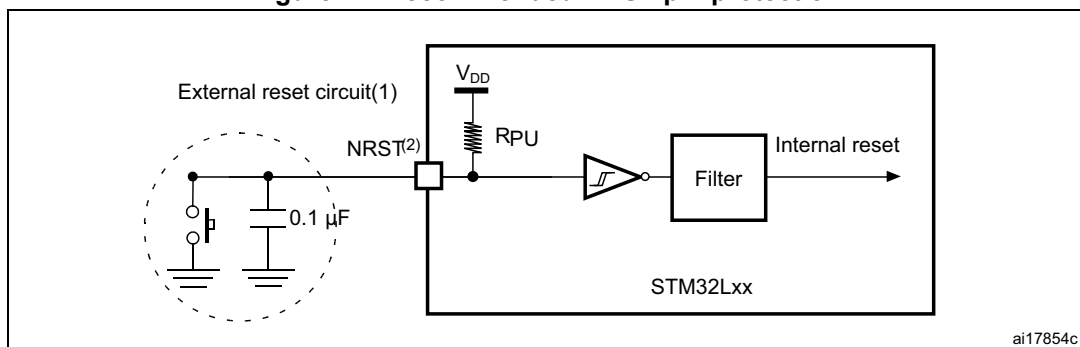 VDD
External reset circuit(1)
NRST(2)
RPU
Internal reset
Filter
0.1 µF
STM32Lxx
ai17854c